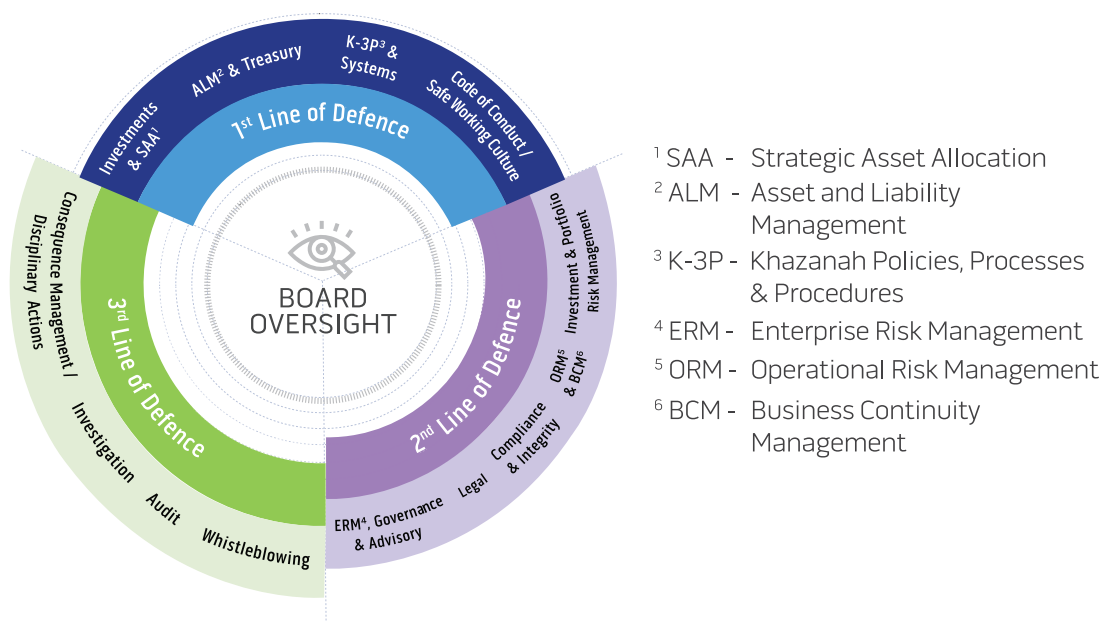 1st Line of Defence
Investments
& SAA¹
ALM² & Treasury
K-3P³ &
Systems
Code of Conduct /
Safe Working Culture
2nd Line of Defence
Investment & Portfolio
Risk Management
ORM⁵
& BCM⁶
Compliance
& Integrity
Legal
ERM⁴, Governance
& Advisory
3rd Line of Defence
Consequence Management /
Disciplinary Actions
Investigation
Audit
Whistleblowing
BOARD
OVERSIGHT
¹ SAA - Strategic Asset Allocation
² ALM - Asset and Liability
Management
³ K-3P - Khazanah Policies, Processes
& Procedures
⁴ ERM - Enterprise Risk Management
⁵ ORM - Operational Risk Management
⁶ BCM - Business Continuity
Management